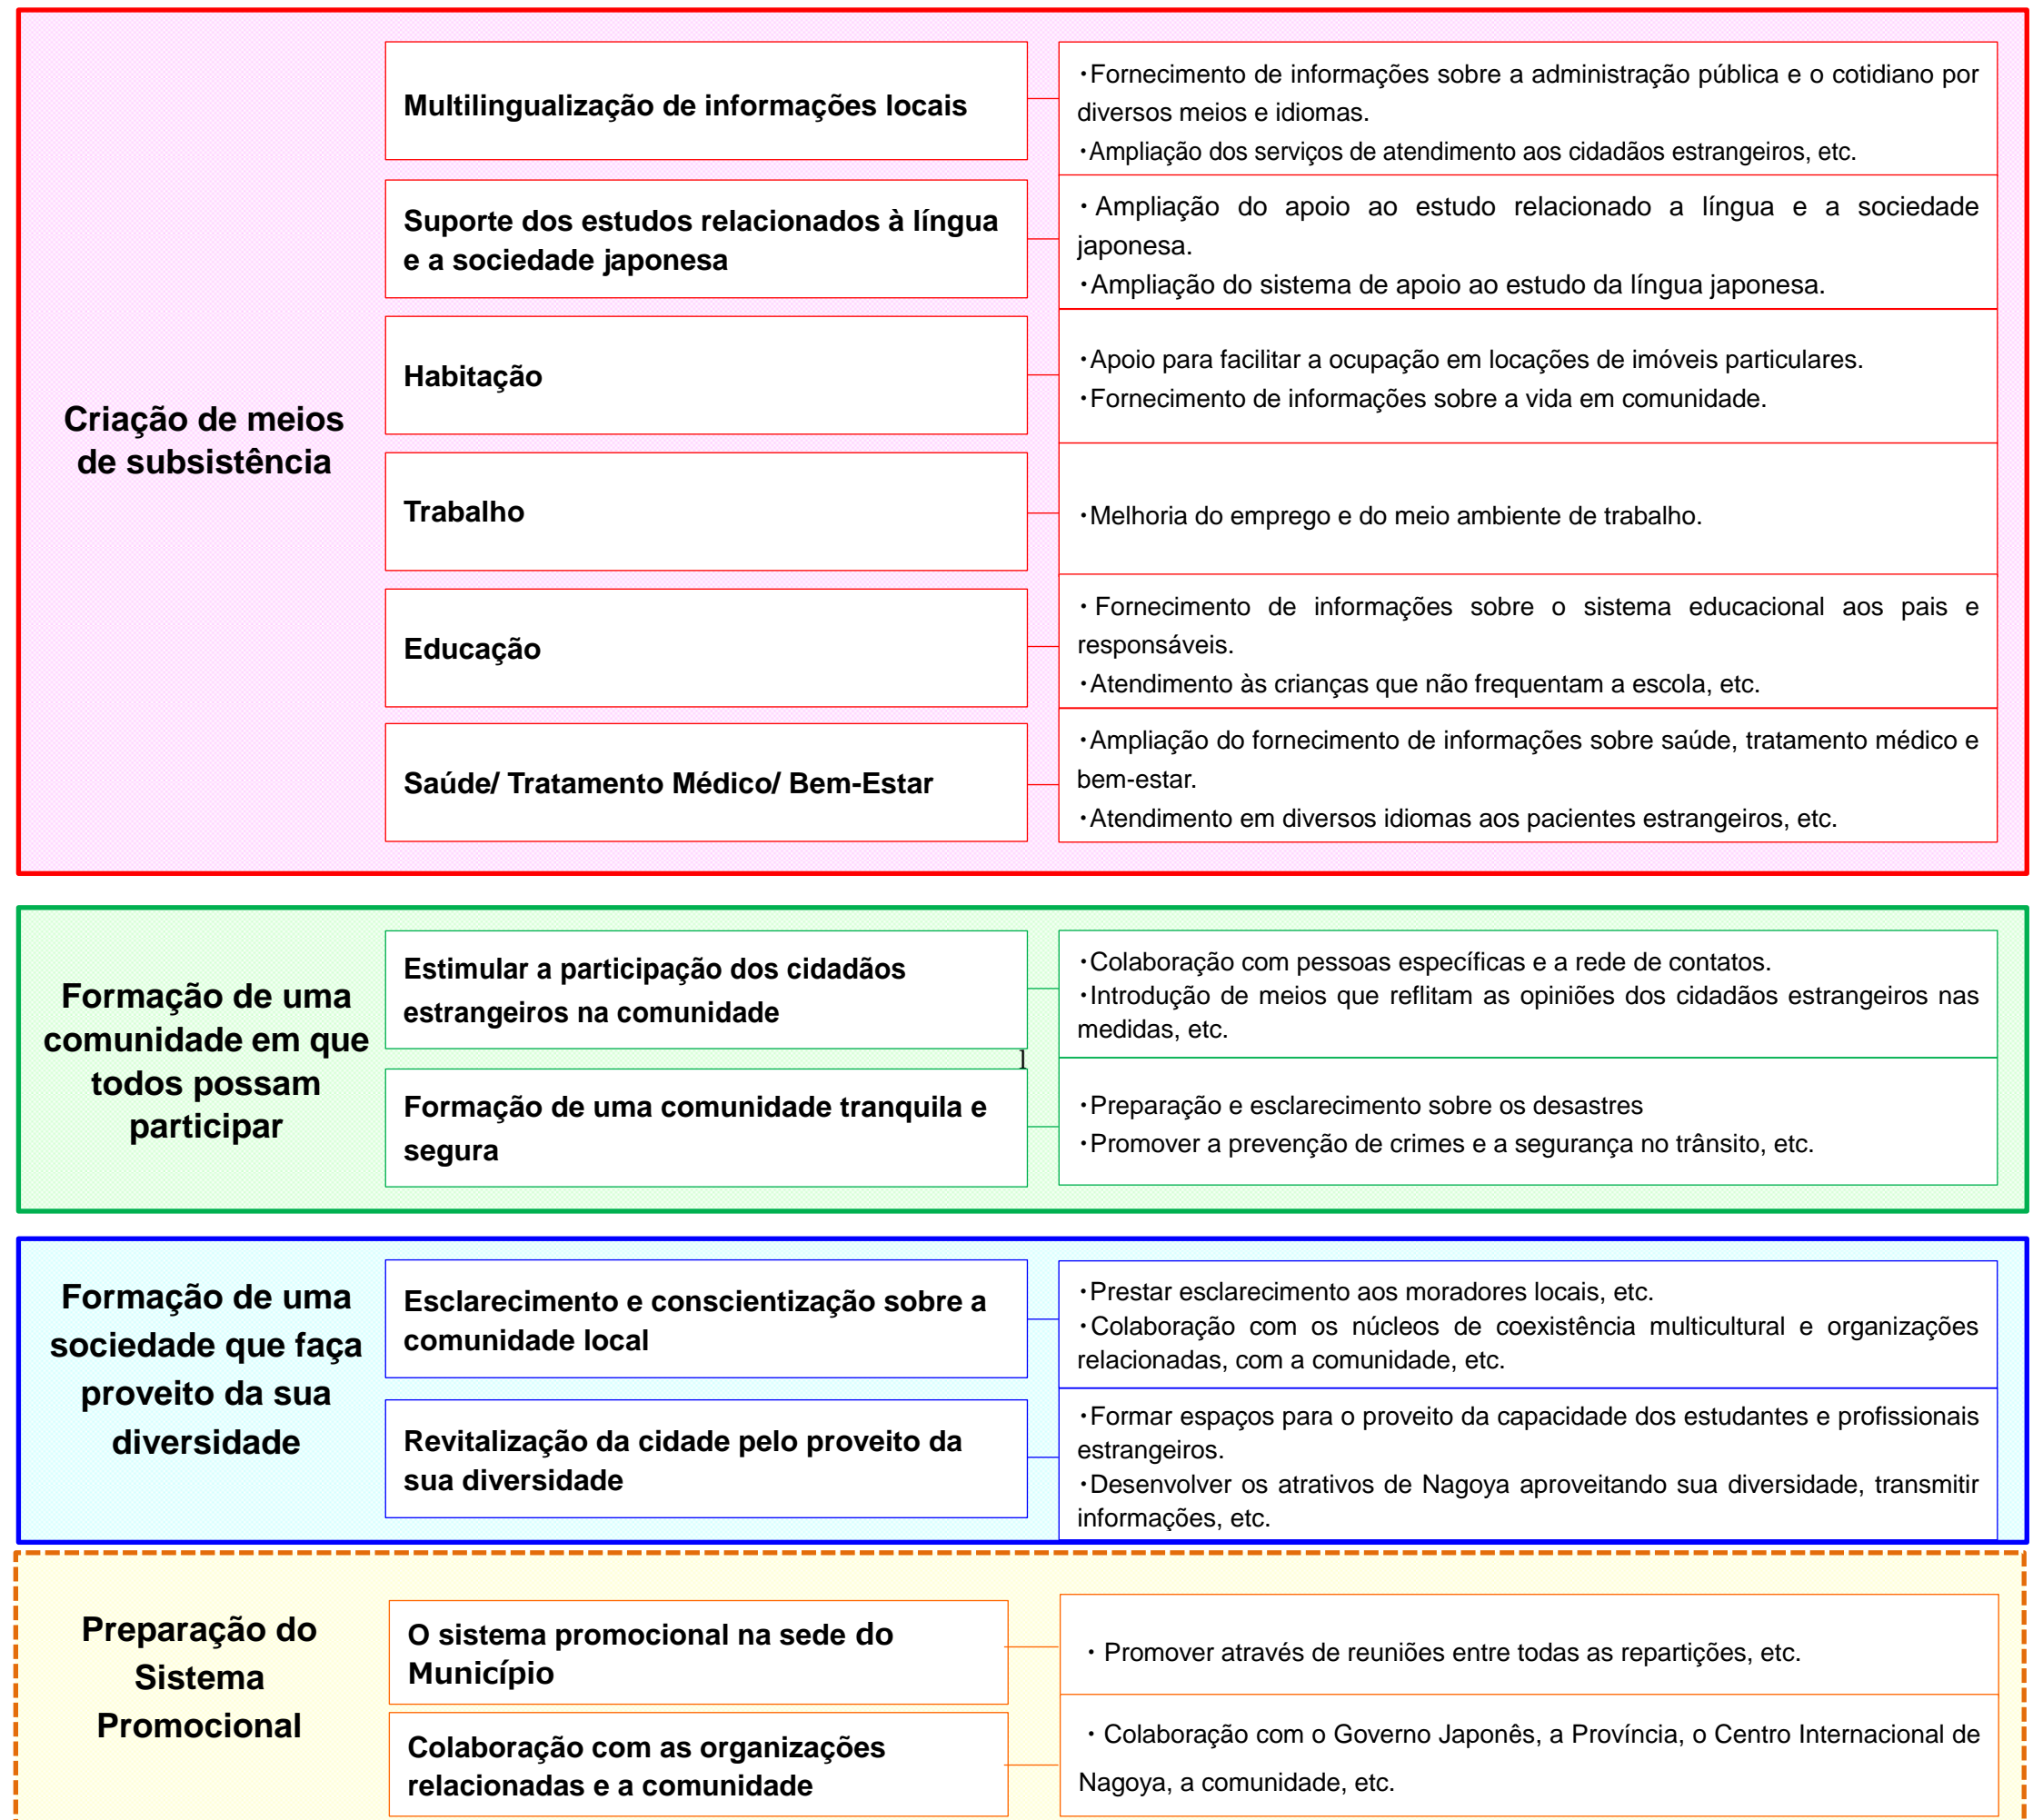 Criação de meios
de subsistência
Multilingualização de informações locais
・Fornecimento de informações sobre a administração pública e o cotidiano por
diversos meios e idiomas.
・Ampliação dos serviços de atendimento aos cidadãos estrangeiros, etc.
Suporte dos estudos relacionados à língua
e a sociedade japonesa
・Ampliação do apoio ao estudo relacionado a língua e a sociedade
japonesa.
・Ampliação do sistema de apoio ao estudo da língua japonesa.
Habitação
・Apoio para facilitar a ocupação em locações de imóveis particulares.
・Fornecimento de informações sobre a vida em comunidade.
Trabalho
・Melhoria do emprego e do meio ambiente de trabalho.
Educação
・Fornecimento de informações sobre o sistema educacional aos pais e
responsáveis.
・Atendimento às crianças que não frequentam a escola, etc.
Saúde/ Tratamento Médico/ Bem-Estar
・Ampliação do fornecimento de informações sobre saúde, tratamento médico e
bem-estar.
・Atendimento em diversos idiomas aos pacientes estrangeiros, etc.
Formação de uma
comunidade em que
todos possam
participar
Estimular a participação dos cidadãos
estrangeiros na comunidade
・Colaboração com pessoas específicas e a rede de contatos.
・Introdução de meios que reflitam as opiniões dos cidadãos estrangeiros nas
medidas, etc.
1
Formação de uma comunidade tranquila e
segura
・Preparação e esclarecimento sobre os desastres
・Promover a prevenção de crimes e a segurança no trânsito, etc.
Formação de uma
sociedade que faça
proveito da sua
diversidade
Esclarecimento e conscientização sobre a
comunidade local
・Prestar esclarecimento aos moradores locais, etc.
・Colaboração com os núcleos de coexistência multicultural e organizações
relacionadas, com a comunidade, etc.
Revitalização da cidade pelo proveito da
sua diversidade
・Formar espaços para o proveito da capacidade dos estudantes e profissionais
estrangeiros.
・Desenvolver os atrativos de Nagoya aproveitando sua diversidade, transmitir
informações, etc.
Preparação do
Sistema
Promocional
O sistema promocional na sede do
Município
・Promover através de reuniões entre todas as repartições, etc.
Colaboração com as organizações
relacionadas e a comunidade
・Colaboração com o Governo Japonês, a Província, o Centro Internacional de
Nagoya, a comunidade, etc.